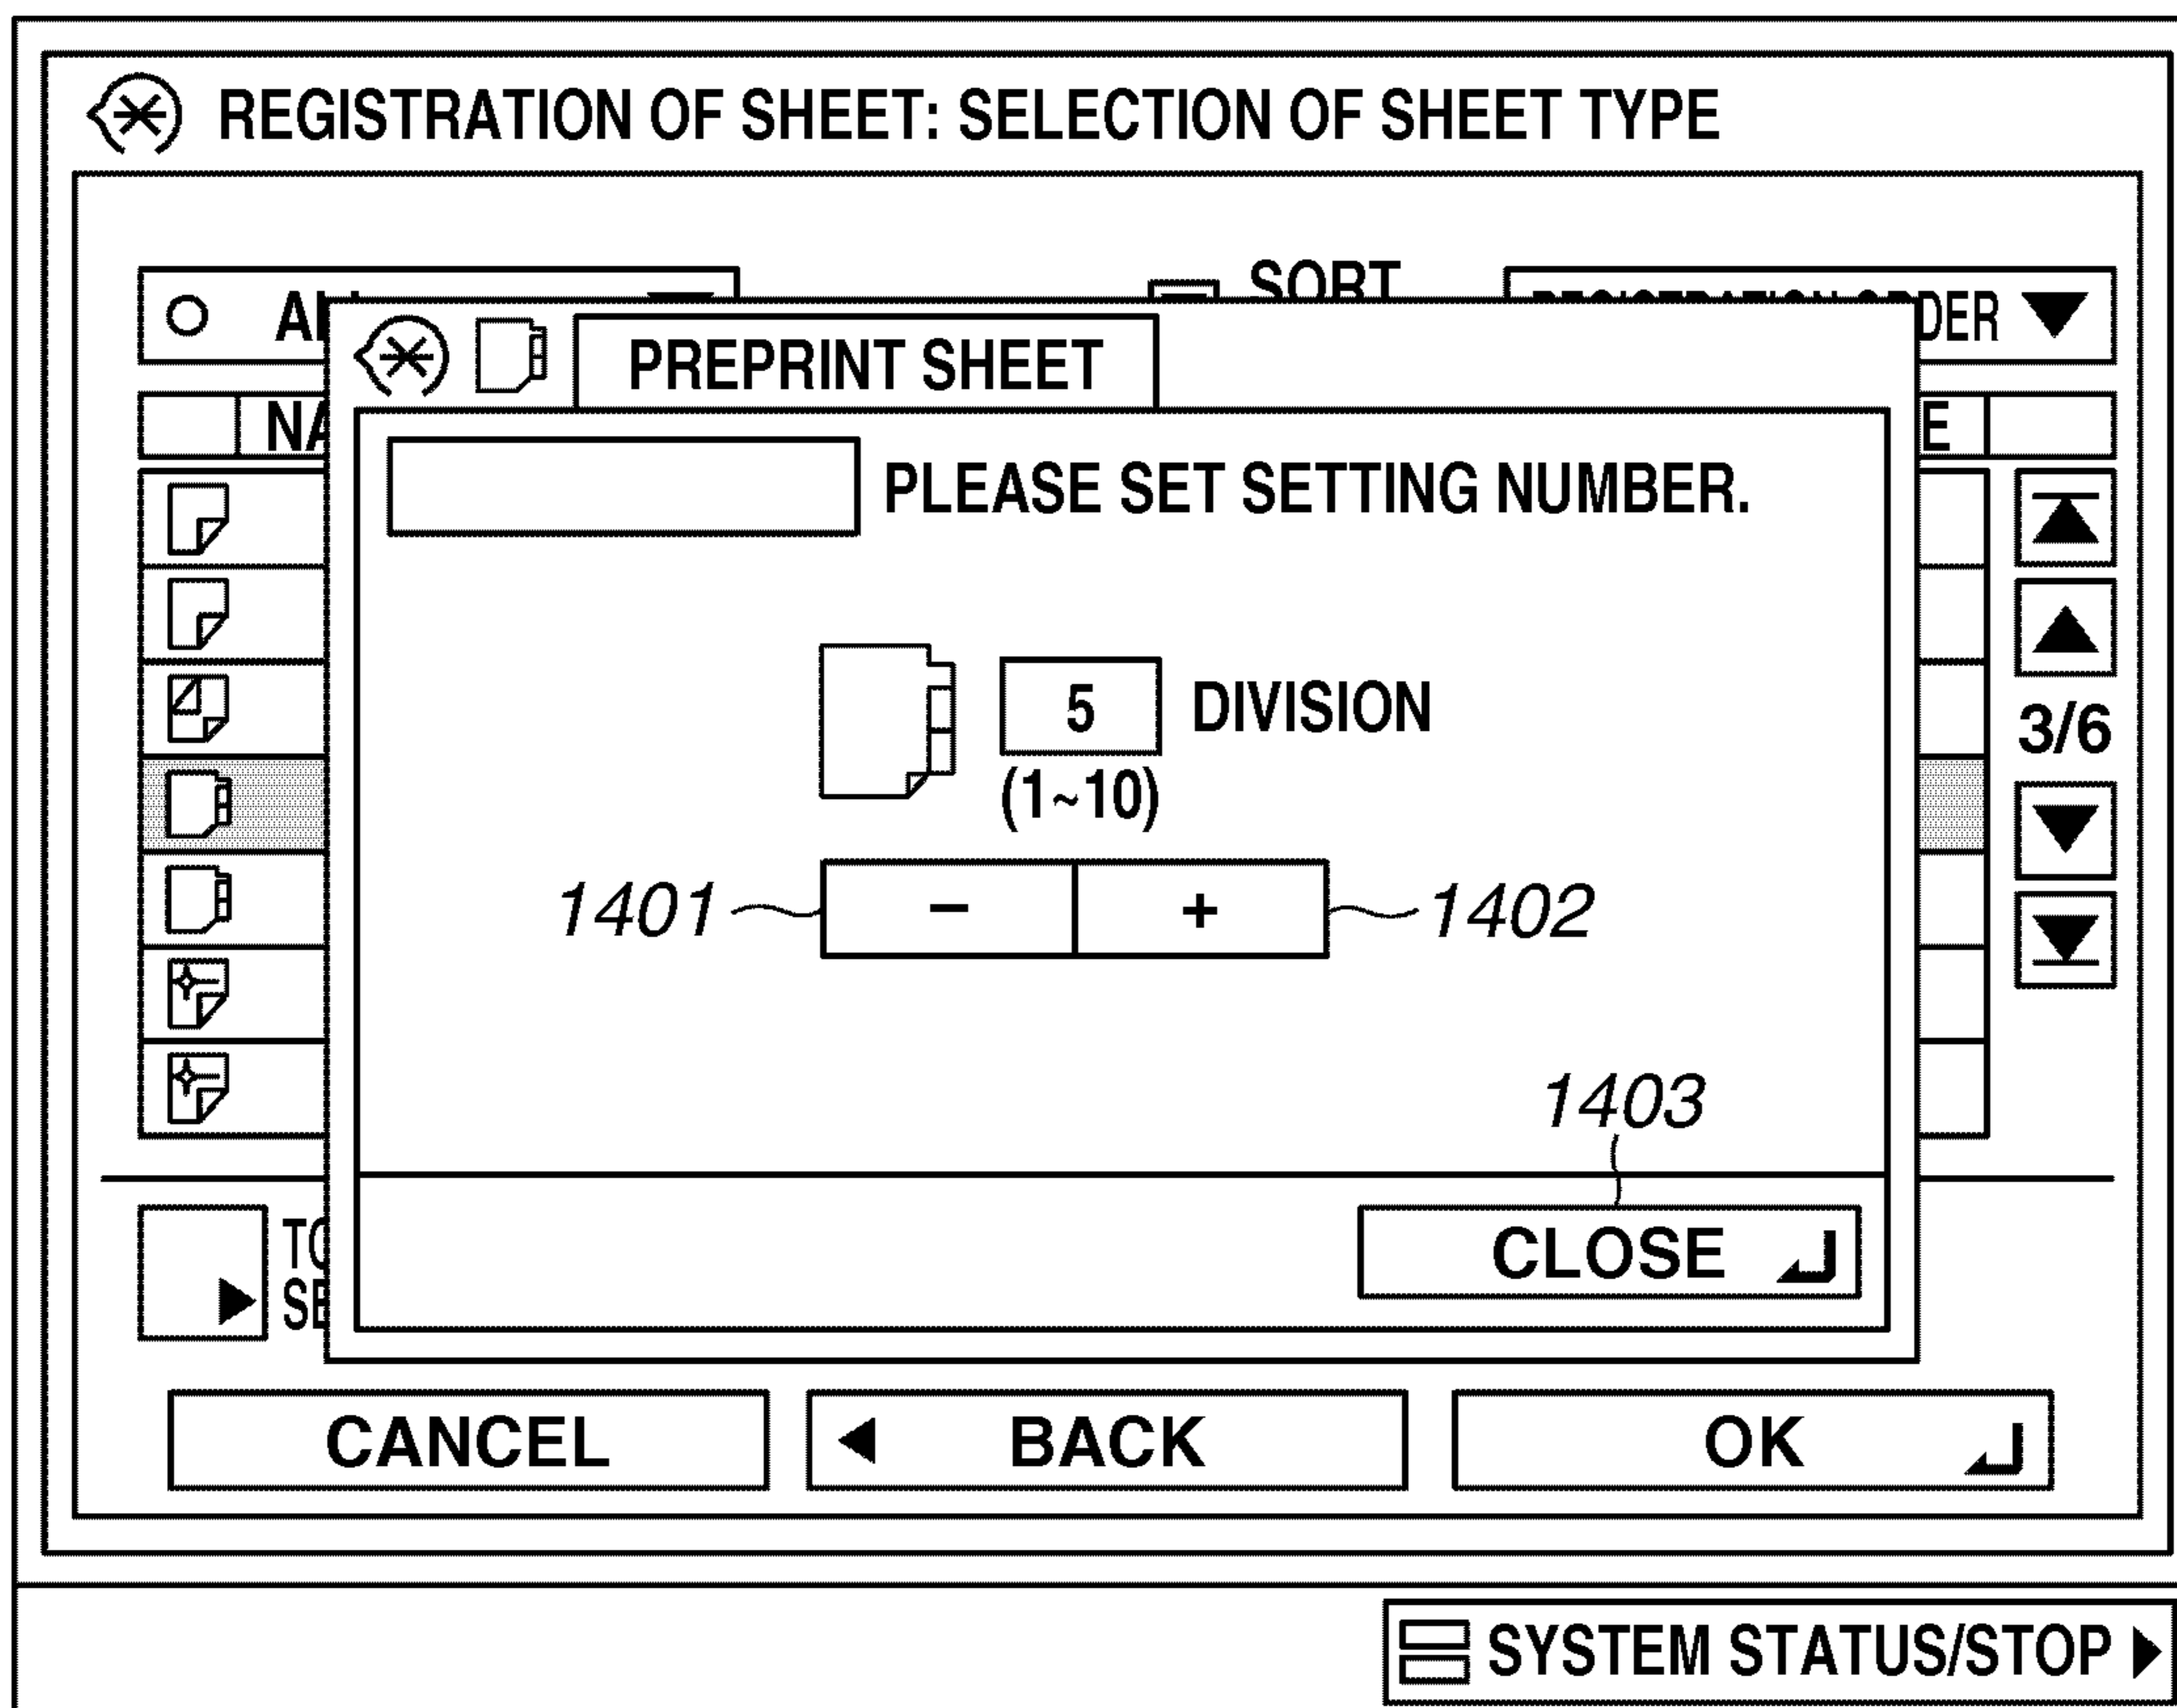 REGISTRATION OF SHEET: SELECTION OF SHEET TYPE
SORT
PREPRINT SHEET
PLEASE SET SETTING NUMBER.
5 DIVISION
(1~10)
3/6
1401 − + 1402
1403
CLOSE
CANCEL
BACK
OK
SYSTEM STATUS/STOP